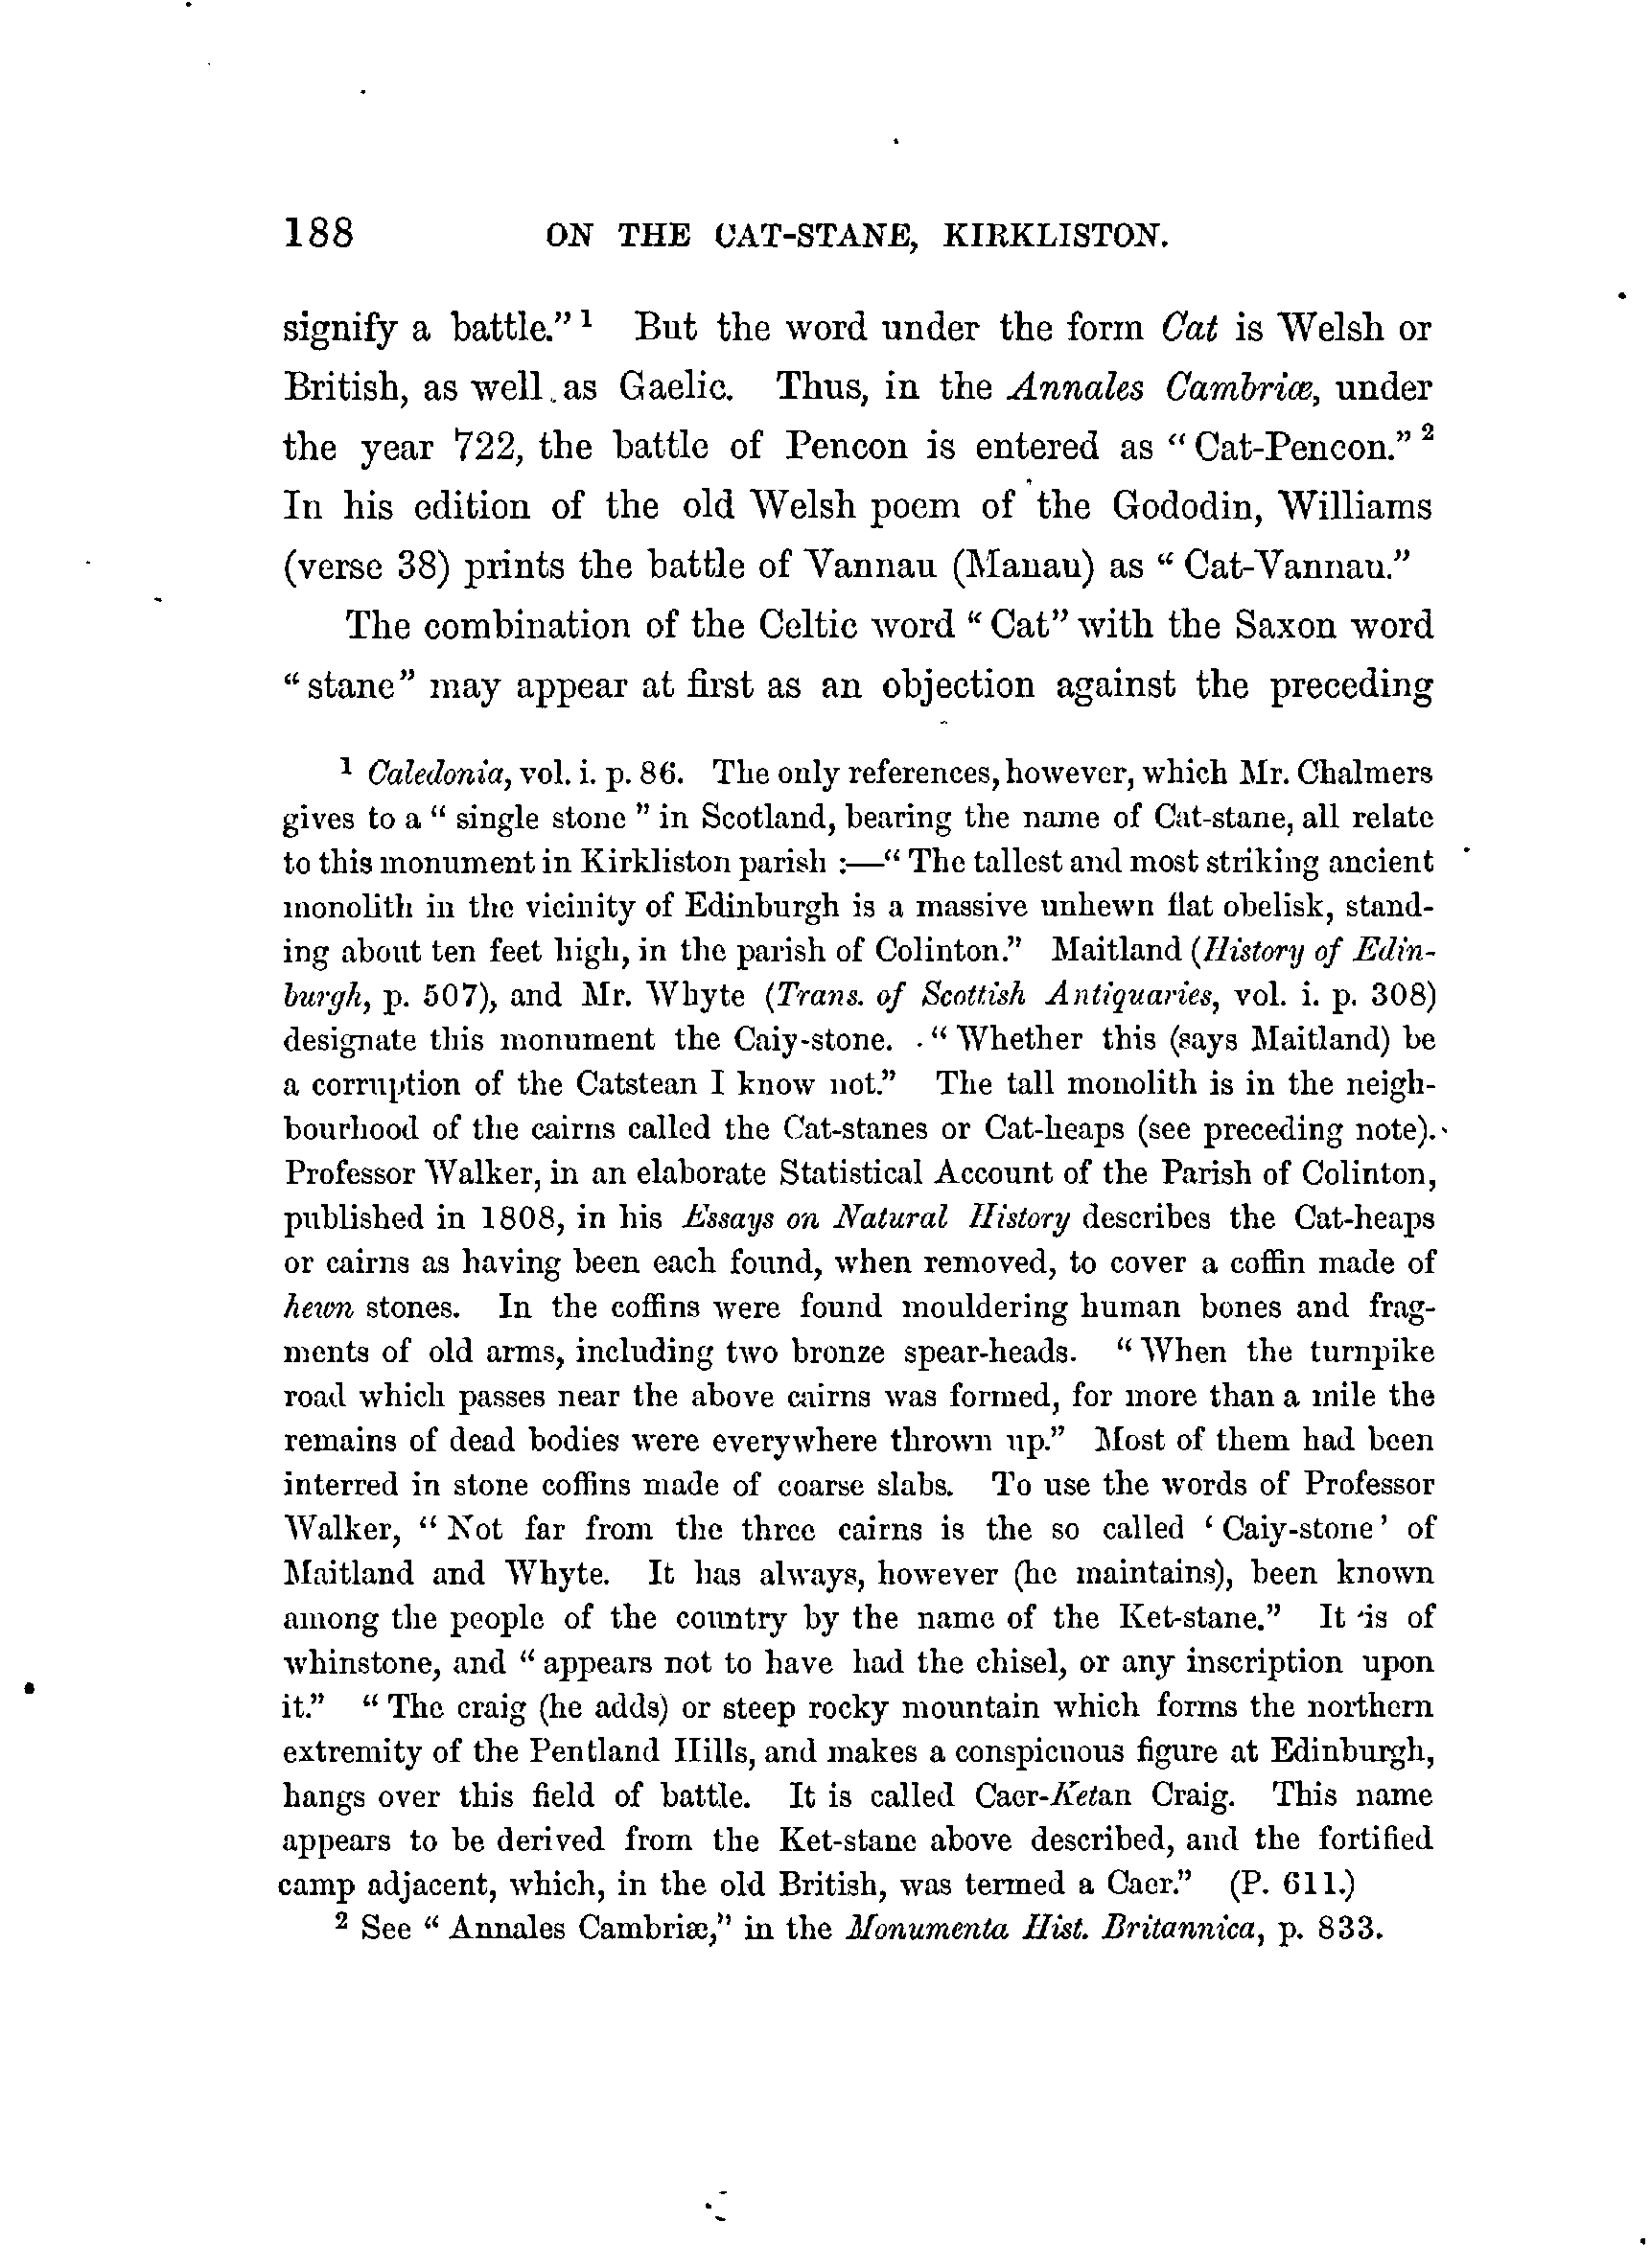 188 ON THE CAT-STANE, KIRKLISTON.
signify a battle." 1 But the word under the form Cat is Welsh or
British, as well as Gaelic. Thus, in the Annales Cambriæ, under
the year 722, the battle of Pencon is entered as "Cat-Pencon." 2
In his edition of the old Welsh poem of the Gododin, Williams
(verse 38) prints the battle of Vannau (Manau) as "Cat-Vannau."
The combination of the Celtic word "Cat" with the Saxon word
"stane" may appear at first as an objection against the preceding
1 Caledonia, vol. i. p. 86. The only references, however, which Mr. Chalmers
gives to a "single stone" in Scotland, bearing the name of Cat-stane, all relate
to this monument in Kirkliston parish :—"The tallest and most striking ancient
monolith in the vicinity of Edinburgh is a massive unhewn flat obelisk, stand-
ing about ten feet high, in the parish of Colinton." Maitland (History of Edin-
burgh, p. 507), and Mr. Whyte (Trans. of Scottish Antiquaries, vol. i. p. 308)
designate this monument the Caiy-stone. "Whether this (says Maitland) be
a corruption of the Catstean I know not." The tall monolith is in the neigh-
bourhood of the cairns called the Cat-stanes or Cat-heaps (see preceding note).
Professor Walker, in an elaborate Statistical Account of the Parish of Colinton,
published in 1808, in his Essays on Natural History describes the Cat-heaps
or cairns as having been each found, when removed, to cover a coffin made of
hewn stones. In the coffins were found mouldering human bones and frag-
ments of old arms, including two bronze spear-heads. "When the turnpike
road which passes near the above cairns was formed, for more than a mile the
remains of dead bodies were everywhere thrown up." Most of them had been
interred in stone coffins made of coarse slabs. To use the words of Professor
Walker, "Not far from the three cairns is the so called 'Caiy-stone' of
Maitland and Whyte. It has always, however (he maintains), been known
among the people of the country by the name of the Ket-stane." It is of
whinstone, and "appears not to have had the chisel, or any inscription upon
it." "The craig (he adds) or steep rocky mountain which forms the northern
extremity of the Pentland Hills, and makes a conspicuous figure at Edinburgh,
hangs over this field of battle. It is called Caer-Ketan Craig. This name
appears to be derived from the Ket-stane above described, and the fortified
camp adjacent, which, in the old British, was termed a Caer." (P. 611.)
2 See "Annales Cambriæ," in the Monumenta Hist. Britannica, p. 833.